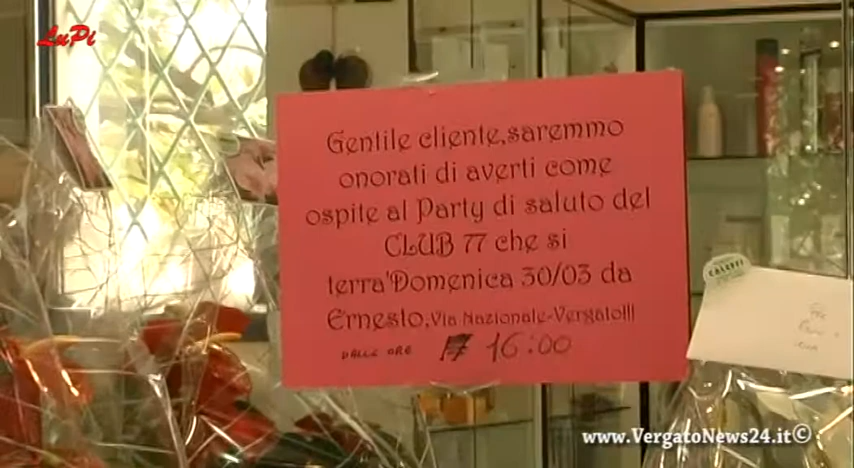 LuPi
Gentile cliente,saremmo
onorati di averti come
ospite al Party di saluto del
CLUB 77 che si
terra'Domenica 30/03 da
Ernesto.Via Nazionale-Vergato!!!
DALLE ORE 16:00
CALEFFI
www.VergatoNews24.it©